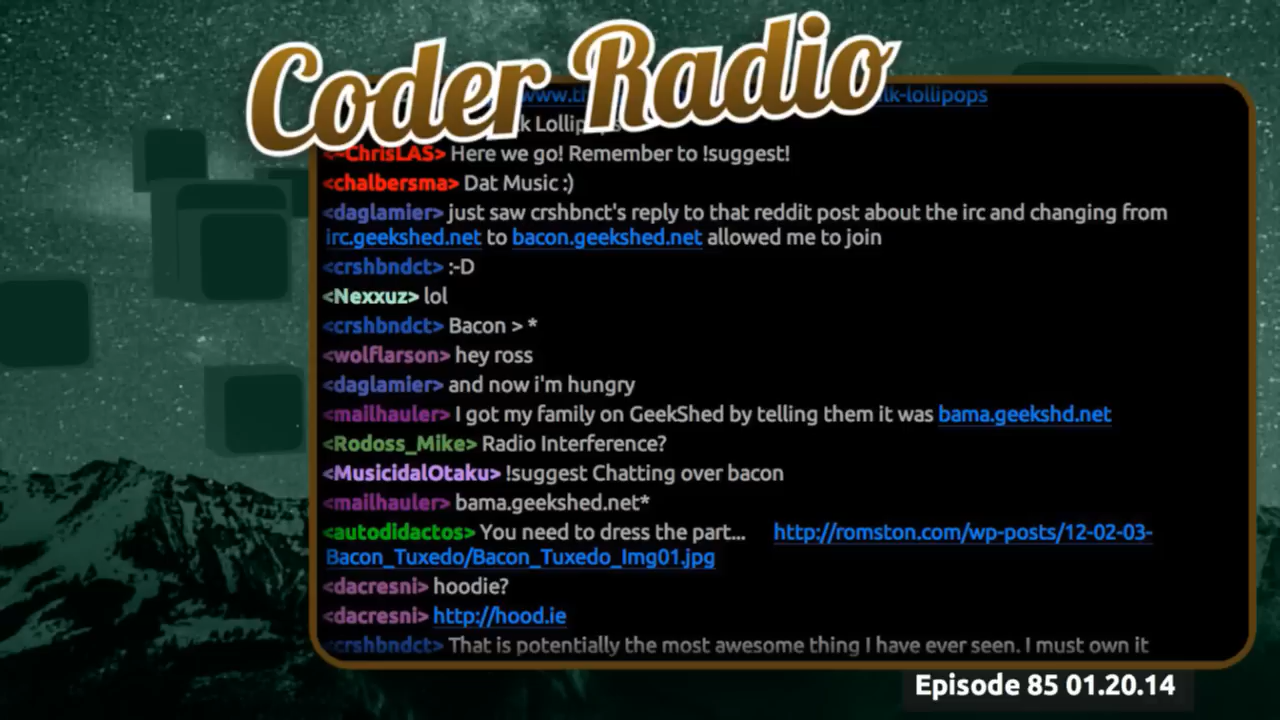 Coder Radio
lk-lollipops
<~ChrisLAS> Here we go! Remember to !suggest!
<chalbersma> Dat Music :)
<daglamier> just saw crshbnct's reply to that reddit post about the irc and changing from
irc.geekshed.net to bacon.geekshed.net allowed me to join
<crshbndct> :-D
<Nexxuz> lol
<crshbndct> Bacon > *
<wolflarson> hey ross
<daglamier> and now i'm hungry
<mailhauler> I got my family on GeekShed by telling them it was bama.geekshd.net
<Rodoss_Mike> Radio Interference?
<MusicidalOtaku> !suggest Chatting over bacon
<mailhauler> bama.geekshed.net*
<autodidactos> You need to dress the part... http://romston.com/wp-posts/12-02-03-
Bacon_Tuxedo/Bacon_Tuxedo_Img01.jpg
<dacresni> hoodie?
<dacresni> http://hood.ie
<crshbndct> That is potentially the most awesome thing I have ever seen. I must own it
Episode 85 01.20.14